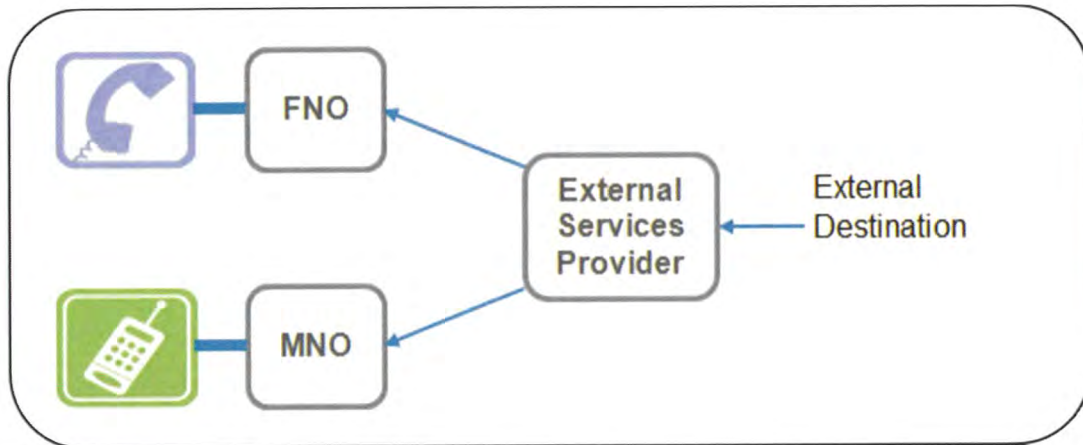 FNO
External
Services
Provider
External
Destination
MNO